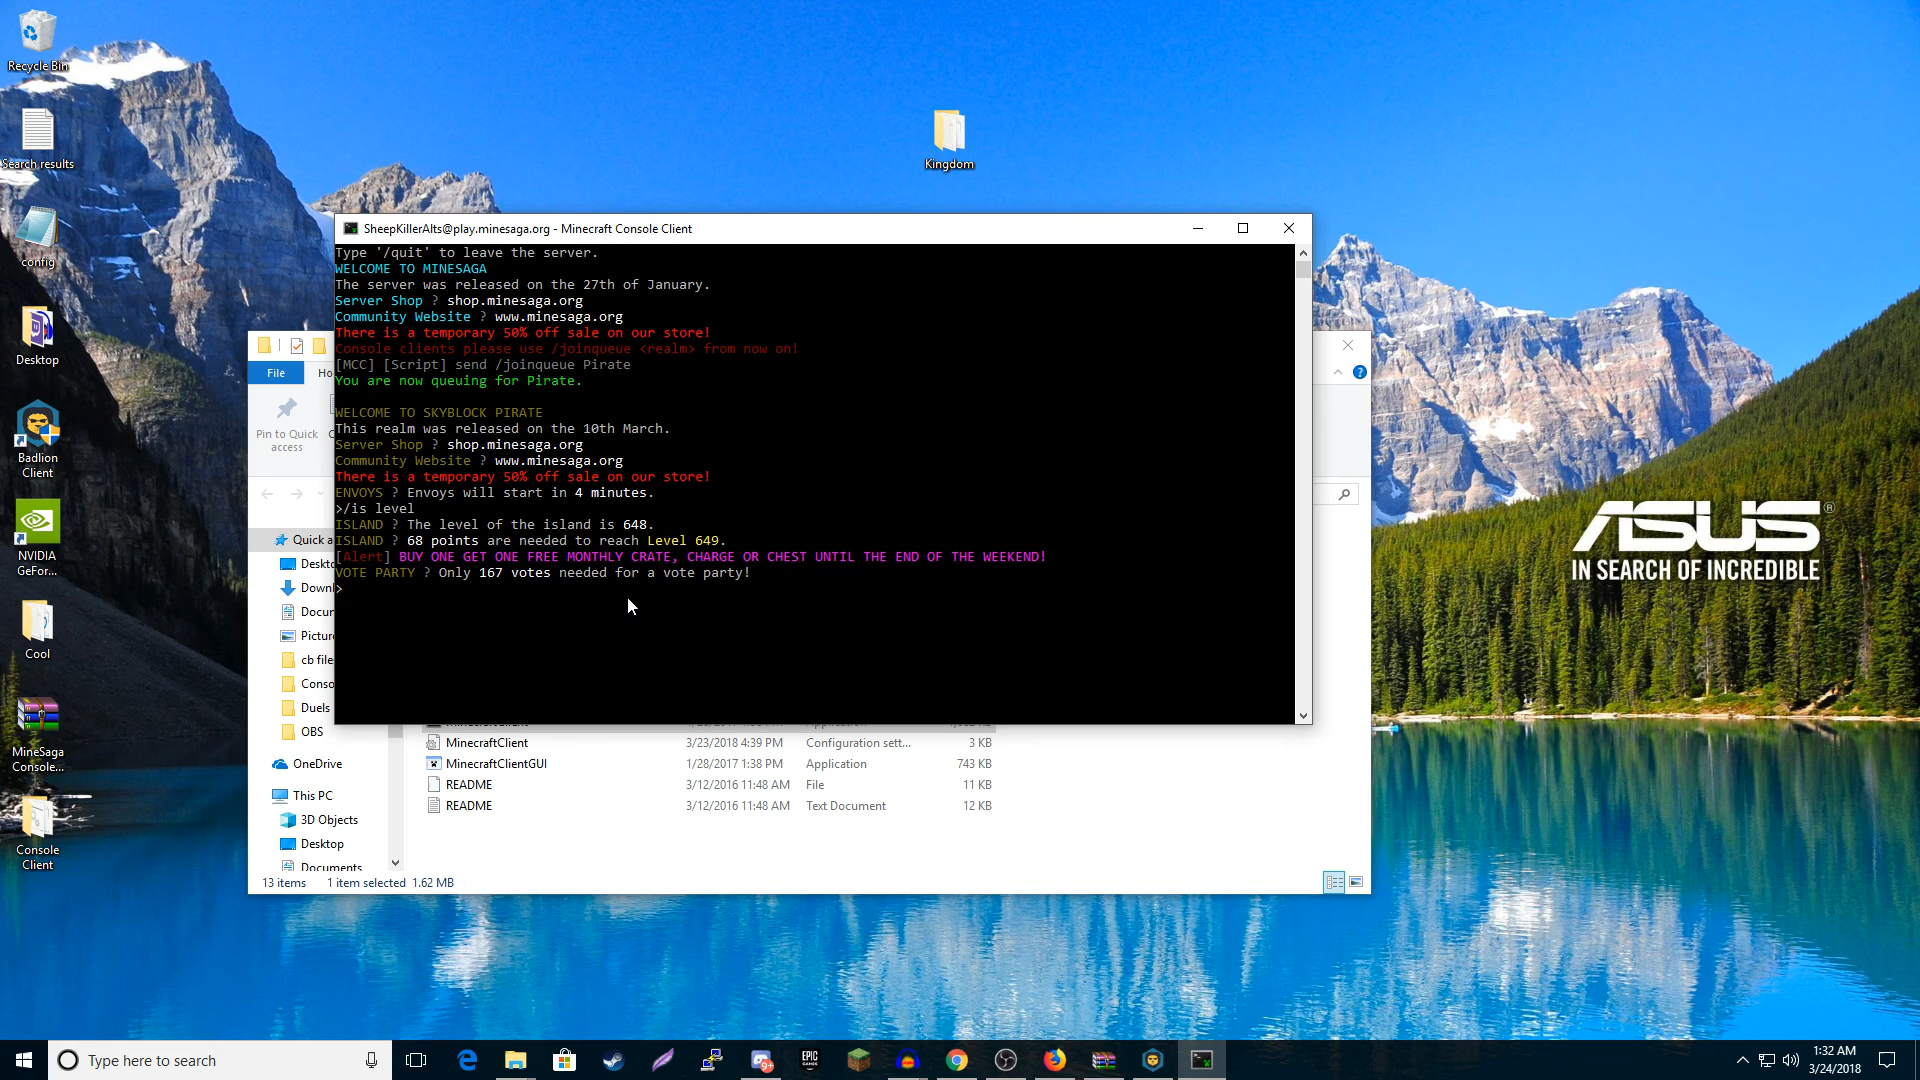 Recycle Bin
Search results
config
Desktop
Badlion
Client
NVIDIA
GeFor...
Cool
MineSaga
Console...
Console
Client
Kingdom
SheepKillerAlts@play.minesaga.org - Minecraft Console Client
Type '/quit' to leave the server.
WELCOME TO MINESAGA
The server was released on the 27th of January.
Server Shop ? shop.minesaga.org
Community Website ? www.minesaga.org
There is a temporary 50% off sale on our store!
Console clients please use /joinqueue <realm> from now on!
[MCC] [Script] send /joinqueue Pirate
You are now queuing for Pirate.
WELCOME TO SKYBLOCK PIRATE
This realm was released on the 10th March.
Server Shop ? shop.minesaga.org
Community Website ? www.minesaga.org
There is a temporary 50% off sale on our store!
ENVOYS ? Envoys will start in 4 minutes.
>/is level
ISLAND ? The level of the island is 648.
ISLAND ? 68 points are needed to reach Level 649.
[Alert] BUY ONE GET ONE FREE MONTHLY CRATE, CHARGE OR CHEST UNTIL THE END OF THE WEEKEND!
VOTE PARTY ? Only 167 votes needed for a vote party!
>
File
Ho
Pin to Quick
access
Quick a
Deskto
Downl
Docun
Picture
cb file
Conso
Duels
OBS
OneDrive
This PC
3D Objects
Desktop
Documents
MinecraftClient 3/23/2018 4:39 PM Configuration sett... 3 KB
MinecraftClientGUI 1/28/2017 1:38 PM Application 743 KB
README 3/12/2016 11:48 AM File 11 KB
README 3/12/2016 11:48 AM Text Document 12 KB
13 items 1 item selected 1.62 MB
ASUS ®
IN SEARCH OF INCREDIBLE
Type here to search
EPIC
GAMES
9+
1:32 AM
3/24/2018